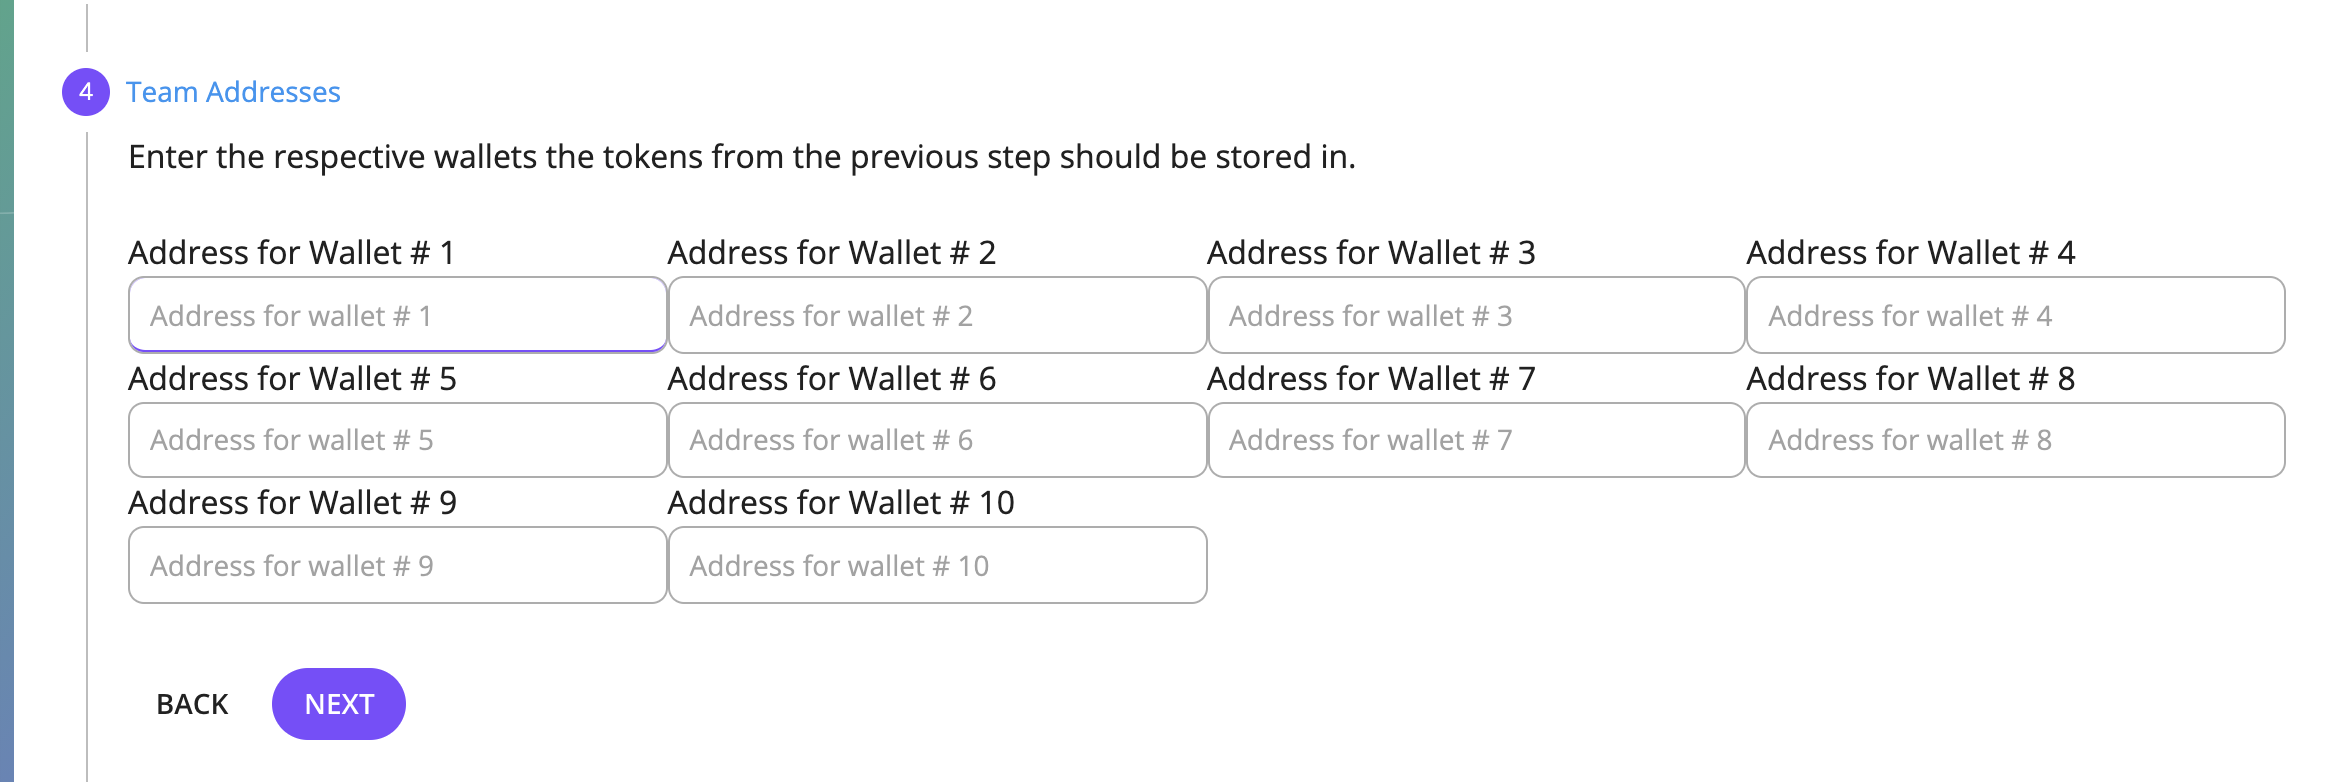 4 Team Addresses
Enter the respective wallets the tokens from the previous step should be stored in.
Address for Wallet # 1 Address for Wallet # 2 Address for Wallet # 3 Address for Wallet # 4
Address for wallet # 1 Address for wallet # 2 Address for wallet # 3 Address for wallet # 4
Address for Wallet # 5 Address for Wallet # 6 Address for Wallet # 7 Address for Wallet # 8
Address for wallet # 5 Address for wallet # 6 Address for wallet # 7 Address for wallet # 8
Address for Wallet # 9 Address for Wallet # 10
Address for wallet # 9 Address for wallet # 10
BACK NEXT